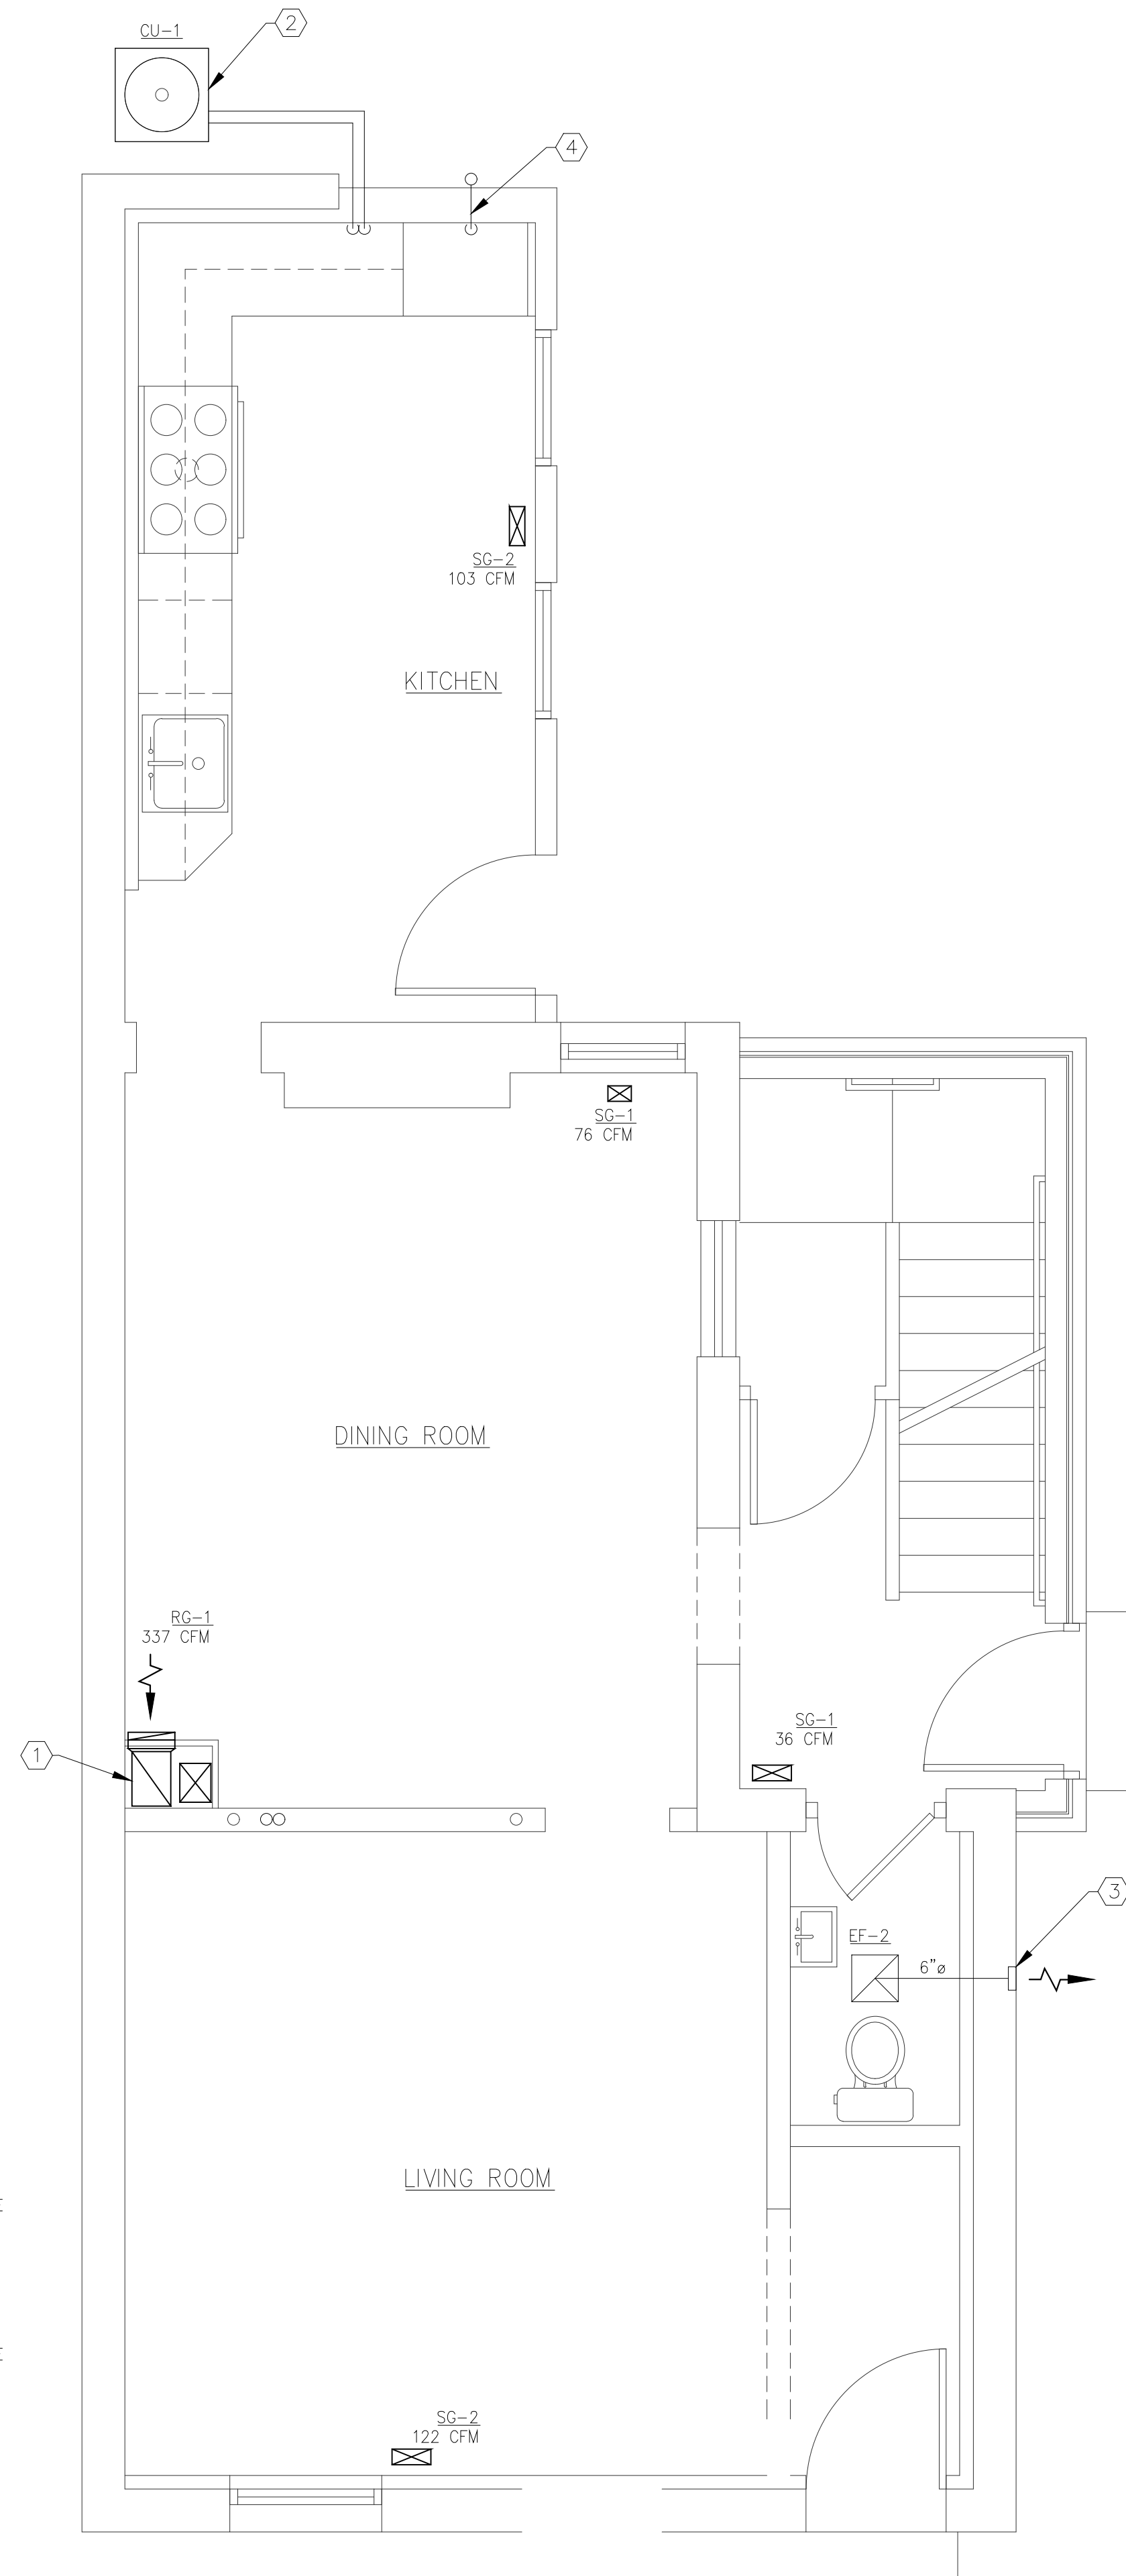 CU-1
2
4
SG-2
103 CFM
KITCHEN
SG-1
76 CFM
DINING ROOM
RG-1
337 CFM
1
SG-1
36 CFM
3
EF-2
6"ø
LIVING ROOM
SG-2
122 CFM